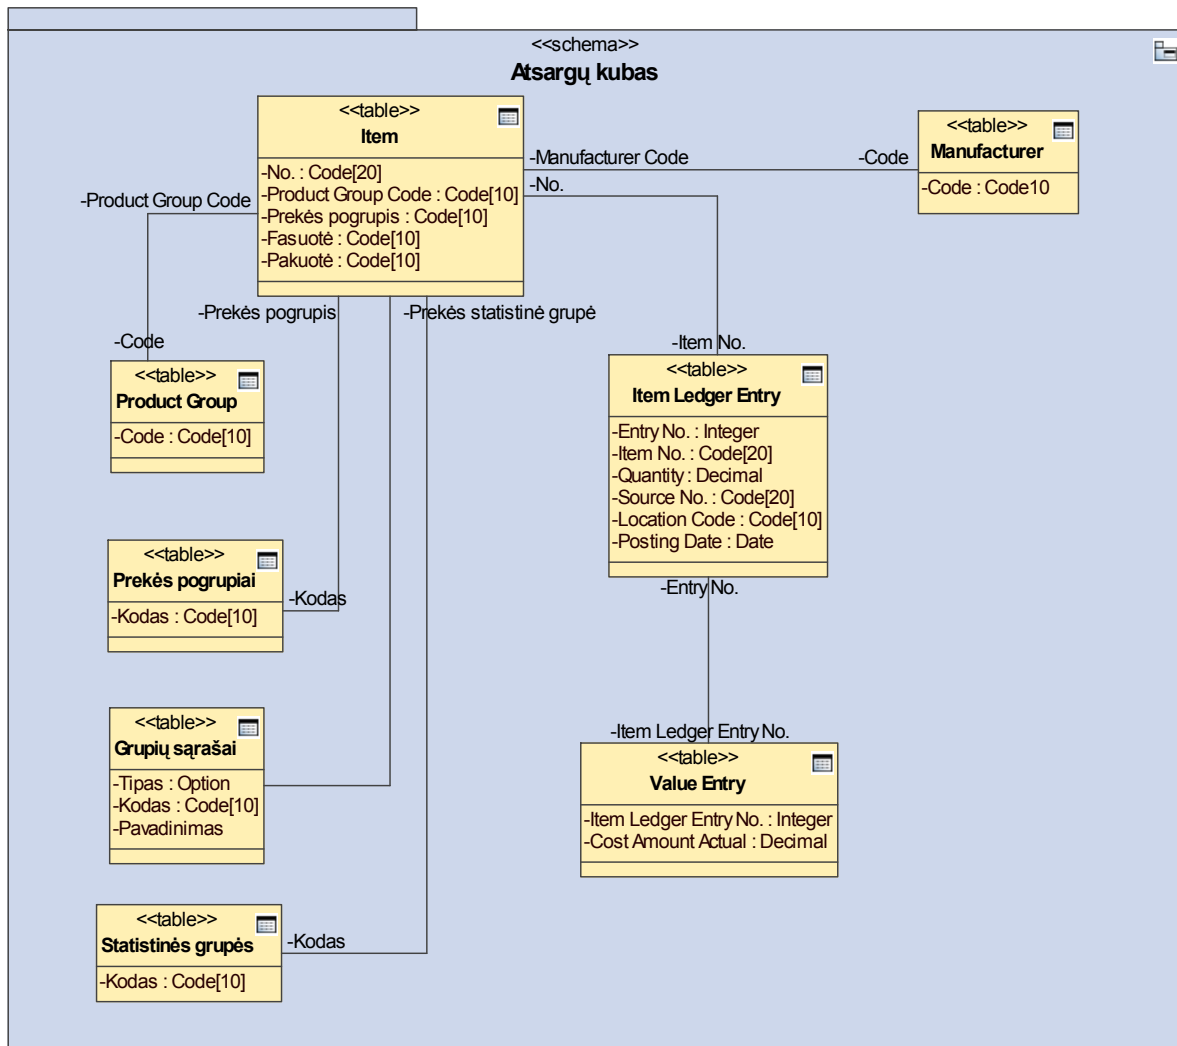 <<schema>>
Atsargų kubas
<<table>>
Item
-No. : Code[20]
-Product Group Code : Code[10]
-Prekės pogrupis : Code[10]
-Fasuotė : Code[10]
-Pakuotė : Code[10]
-Manufacturer Code
-Code
<<table>>
Manufacturer
-Code : Code10
-No.
-Product Group Code
-Prekės pogrupis
-Prekės statistinė grupė
-Code
<<table>>
Product Group
-Code : Code[10]
-Item No.
<<table>>
Item Ledger Entry
-Entry No. : Integer
-Item No. : Code[20]
-Quantity : Decimal
-Source No. : Code[20]
-Location Code : Code[10]
-Posting Date : Date
-Entry No.
<<table>>
Prekės pogrupiai
-Kodas : Code[10]
-Kodas
<<table>>
Grupių sąrašai
-Tipas : Option
-Kodas : Code[10]
-Pavadinimas
-Item Ledger Entry No.
<<table>>
Value Entry
-Item Ledger Entry No. : Integer
-Cost Amount Actual : Decimal
<<table>>
Statistinės grupės
-Kodas : Code[10]
-Kodas